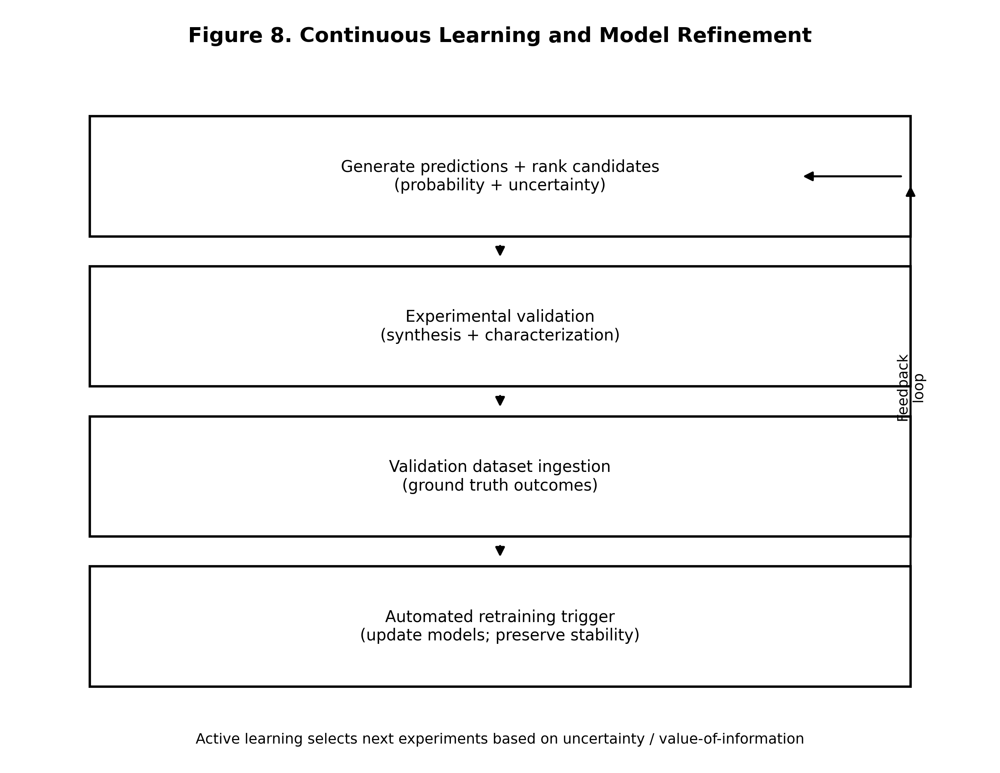 Figure 8. Continuous Learning and Model Refinement
Generate predictions + rank candidates
(probability + uncertainty)
Experimental validation
(synthesis + characterization)
Feedback
loop
Validation dataset ingestion
(ground truth outcomes)
Automated retraining trigger
(update models; preserve stability)
Active learning selects next experiments based on uncertainty / value-of-information